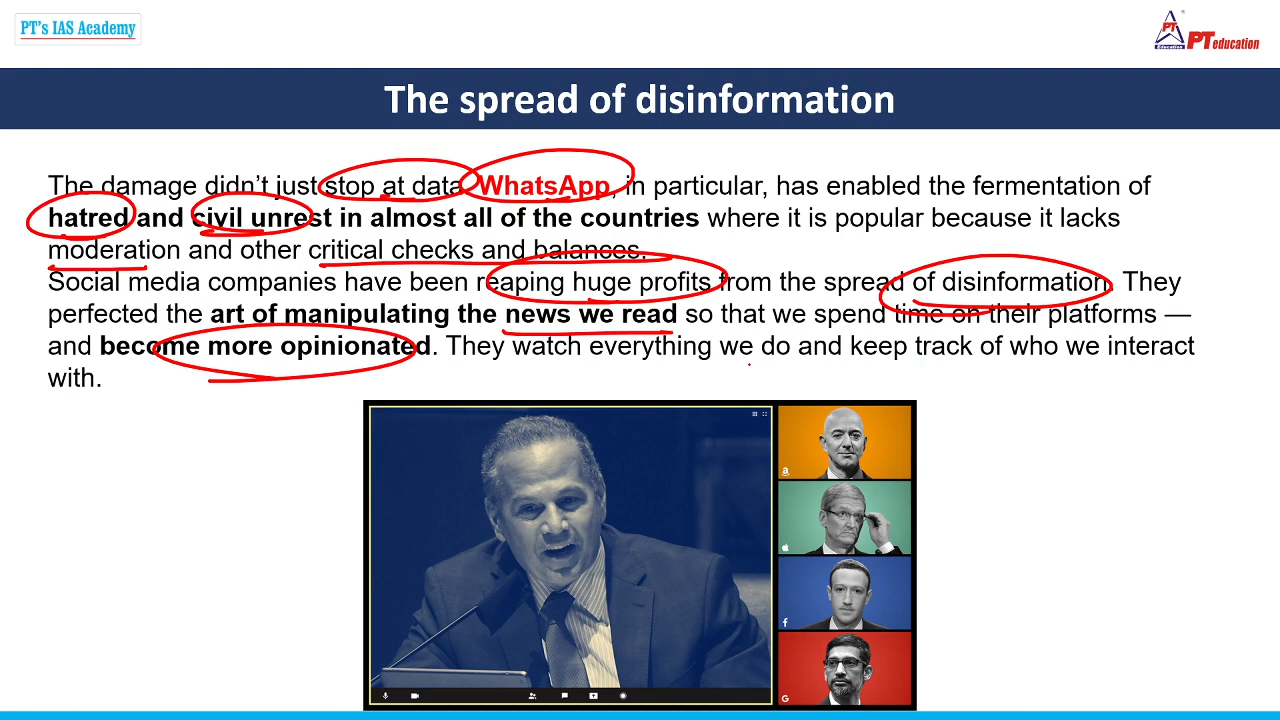 PT's IAS Academy
PT
Education
PT education
The spread of disinformation
The damage didn't just stop at data. WhatsApp, in particular, has enabled the fermentation of
hatred and civil unrest in almost all of the countries where it is popular because it lacks
moderation and other critical checks and balances.
Social media companies have been reaping huge profits from the spread of disinformation. They
perfected the art of manipulating the news we read so that we spend time on their platforms —
and become more opinionated. They watch everything we do and keep track of who we interact
with.
a
f
G